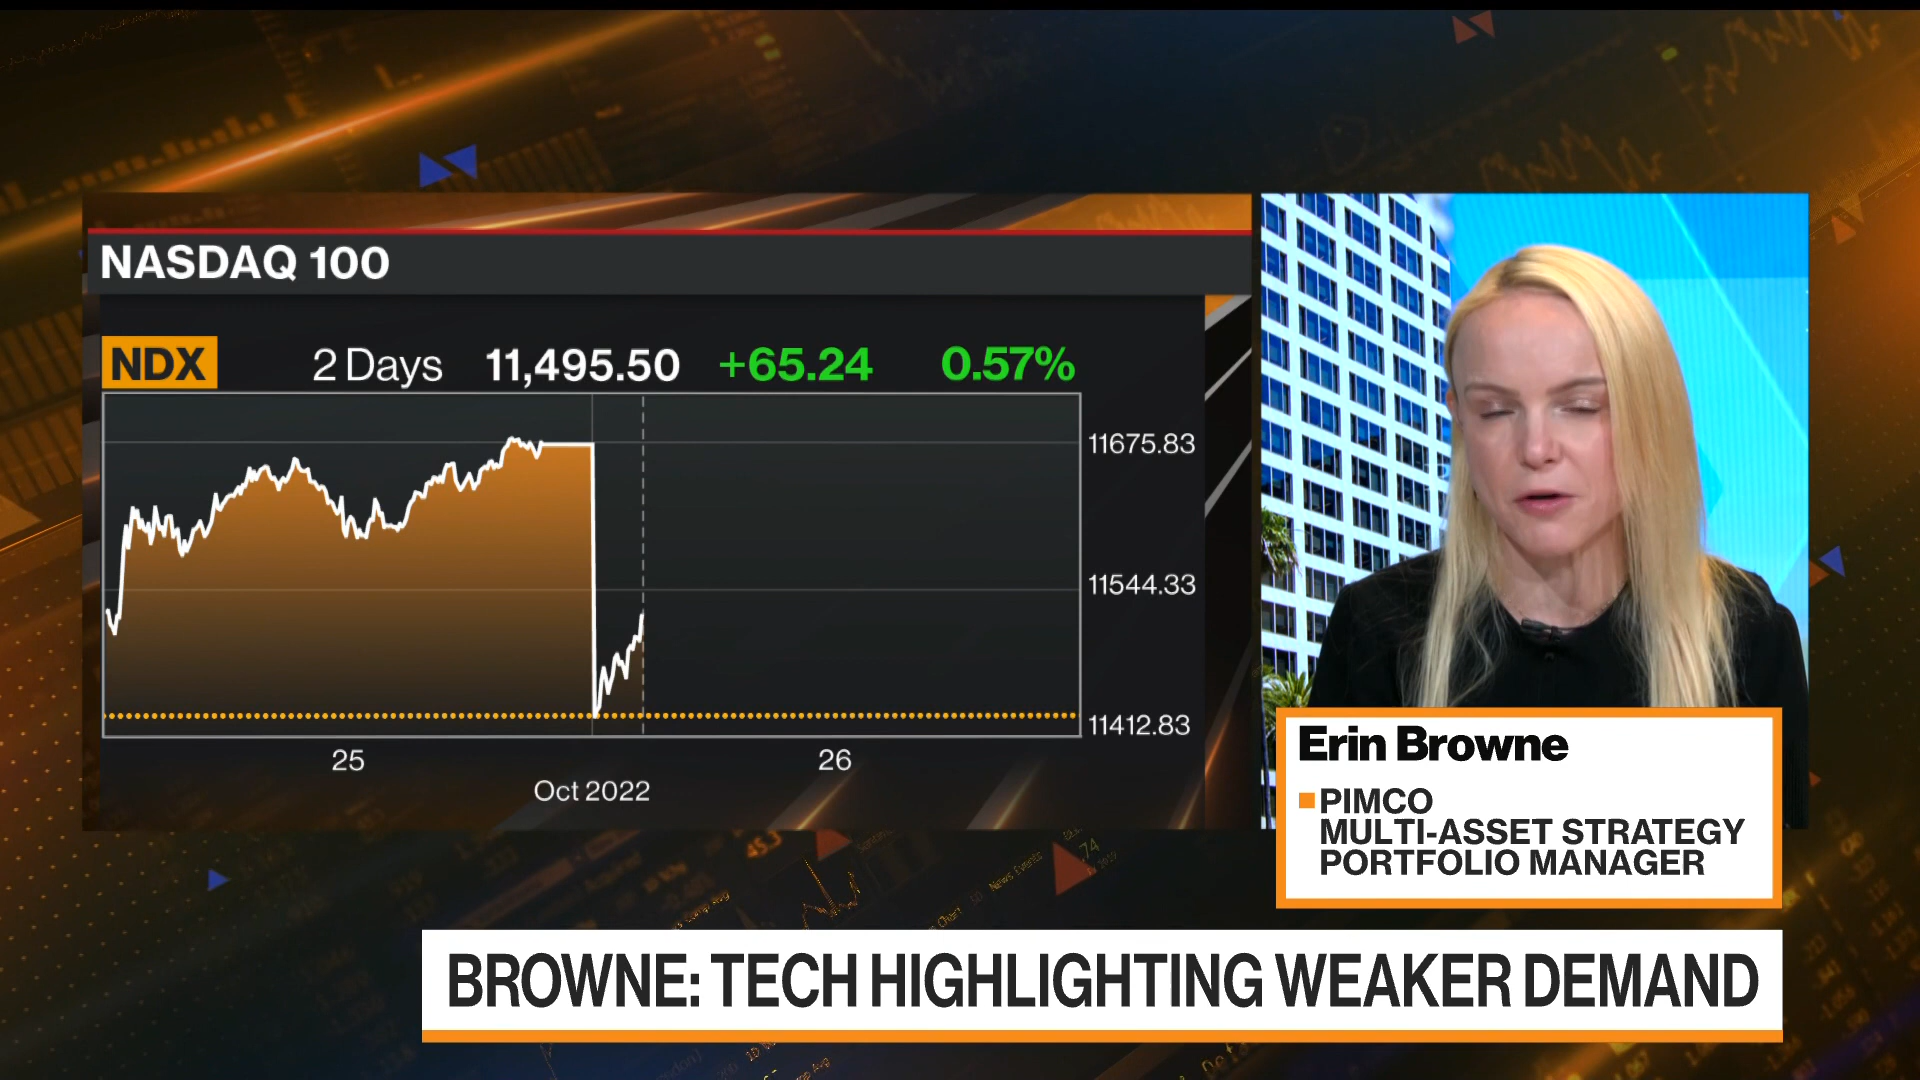 NASDAQ 100
NDX 2 Days 11,495.50 +65.24 0.57%
11675.83
11544.33
11412.83
25 26
Oct 2022
Erin Browne
PIMCO
MULTI-ASSET STRATEGY
PORTFOLIO MANAGER
BROWNE: TECH HIGHLIGHTING WEAKER DEMAND